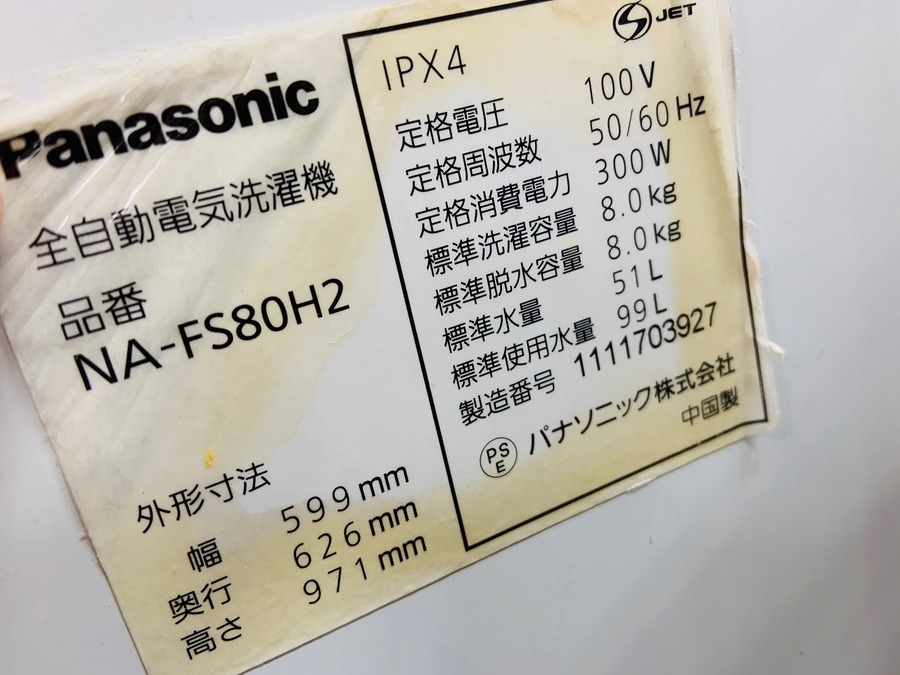 Panasonic
全自動電気洗濯機
品番
NA-FS80H2
外形寸法
幅 599mm
奥行 626mm
高さ 971mm
JET
IPX4
定格電圧 100V
定格周波数 50/60Hz
定格消費電力 300W
標準洗濯容量 8.0kg
標準脱水容量 8.0kg
標準水量 51L
標準使用水量 99L
製造番号 1111703927
PSE パナソニック株式会社
中国製